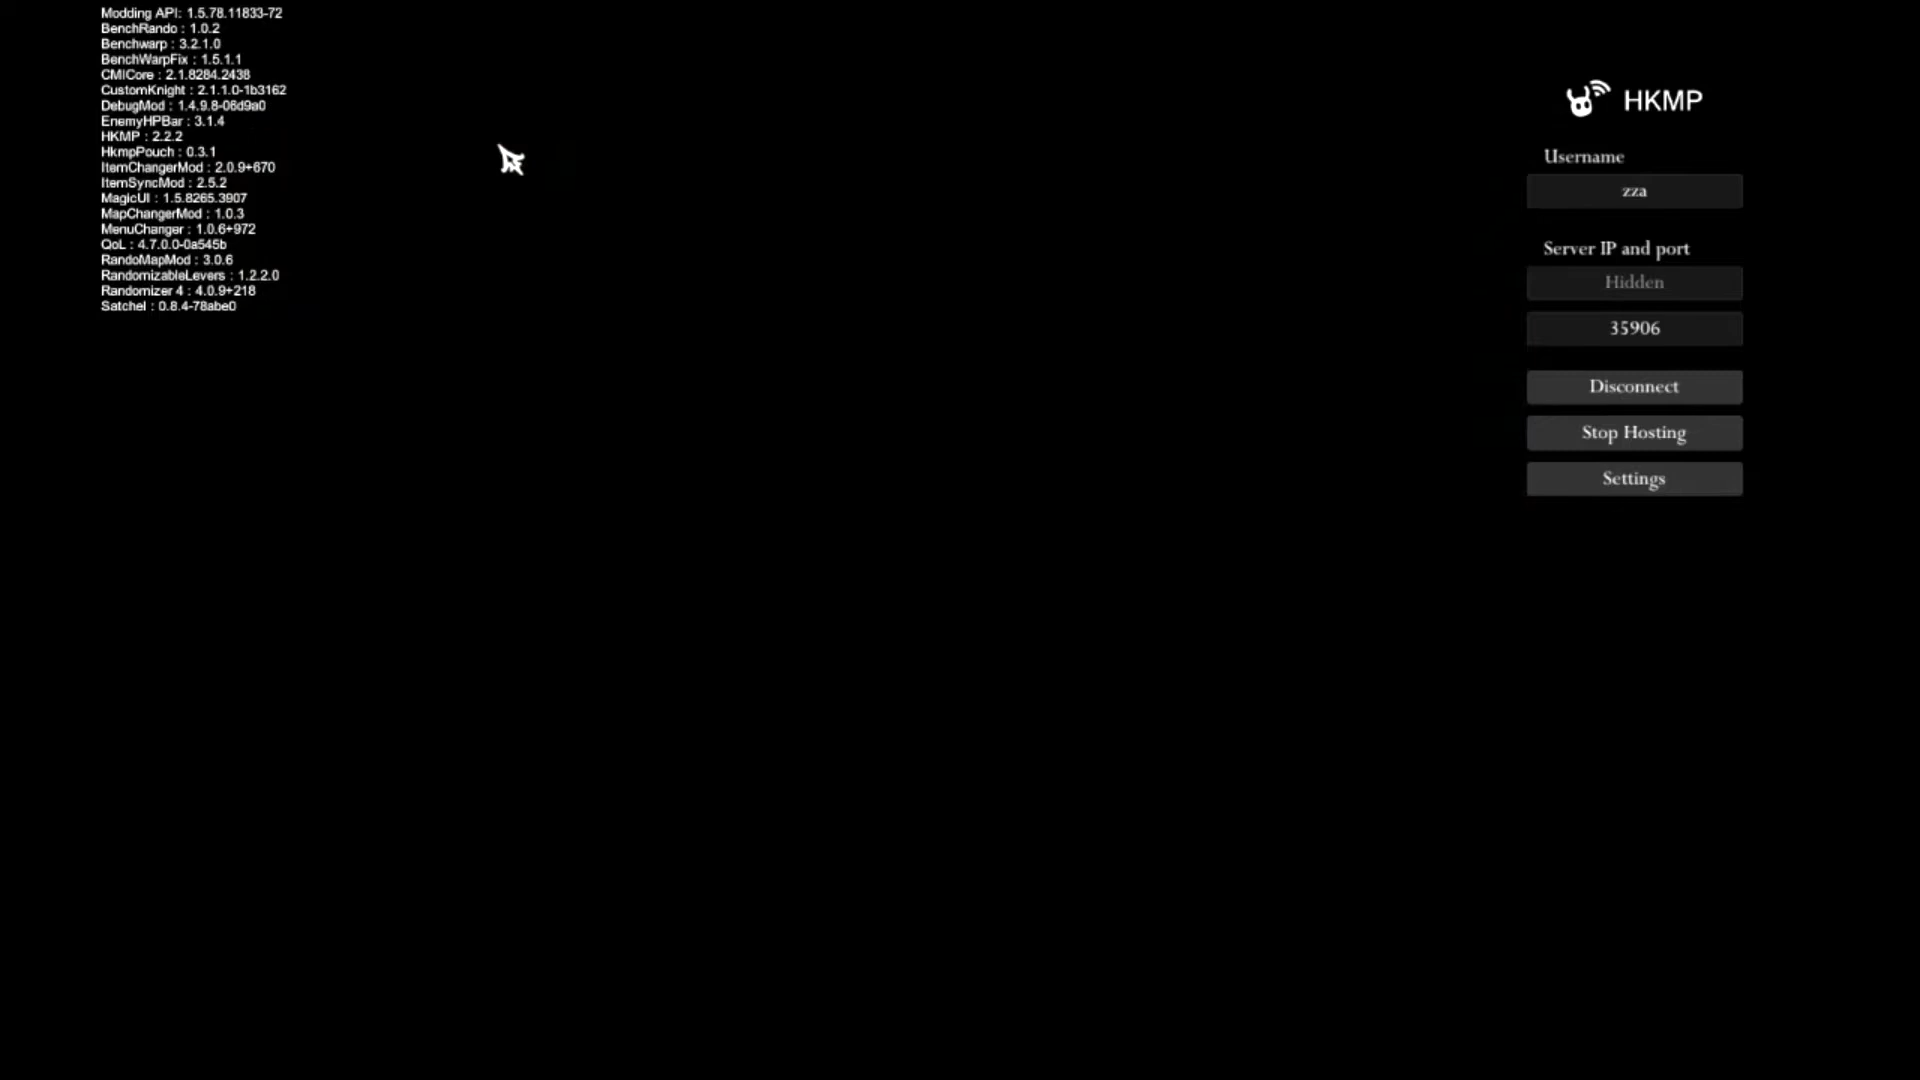 Modding API: 1.5.78.11833-72
BenchRando : 1.0.2
Benchwarp : 3.2.1.0
BenchWarpFix : 1.5.1.1
CMICore : 2.1.8284.2438
CustomKnight : 2.1.1.0-1b3162
DebugMod : 1.4.9.8-06d9a0
EnemyHPBar : 3.1.4
HKMP : 2.2.2
HkmpPouch : 0.3.1
ItemChangerMod : 2.0.9+670
ItemSyncMod : 2.5.2
MagicUI : 1.5.8265.3907
MapChangerMod : 1.0.3
MenuChanger : 1.0.6+972
QoL : 4.7.0.0-0a545b
RandoMapMod : 3.0.6
RandomizableLevers : 1.2.2.0
Randomizer 4 : 4.0.9+218
Satchel : 0.8.4-78abe0
HKMP
Username
zza
Server IP and port
Hidden
35906
Disconnect
Stop Hosting
Settings